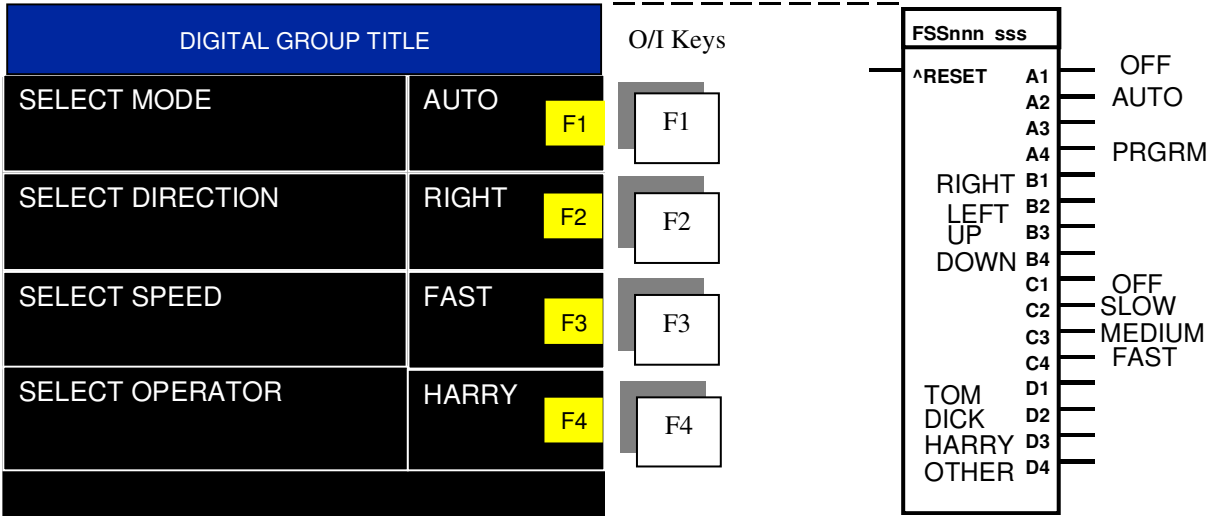 DIGITAL GROUP TITLE
SELECT MODE AUTO F1
SELECT DIRECTION RIGHT F2
SELECT SPEED FAST F3
SELECT OPERATOR HARRY F4
O/I Keys
F1
F2
F3
F4
FSSnnn sss
^RESET A1 OFF
A2 AUTO
A3
A4 PRGRM
RIGHT B1
LEFT B2
UP B3
DOWN B4
C1 OFF
C2 SLOW
C3 MEDIUM
C4 FAST
TOM D1
DICK D2
HARRY D3
OTHER D4